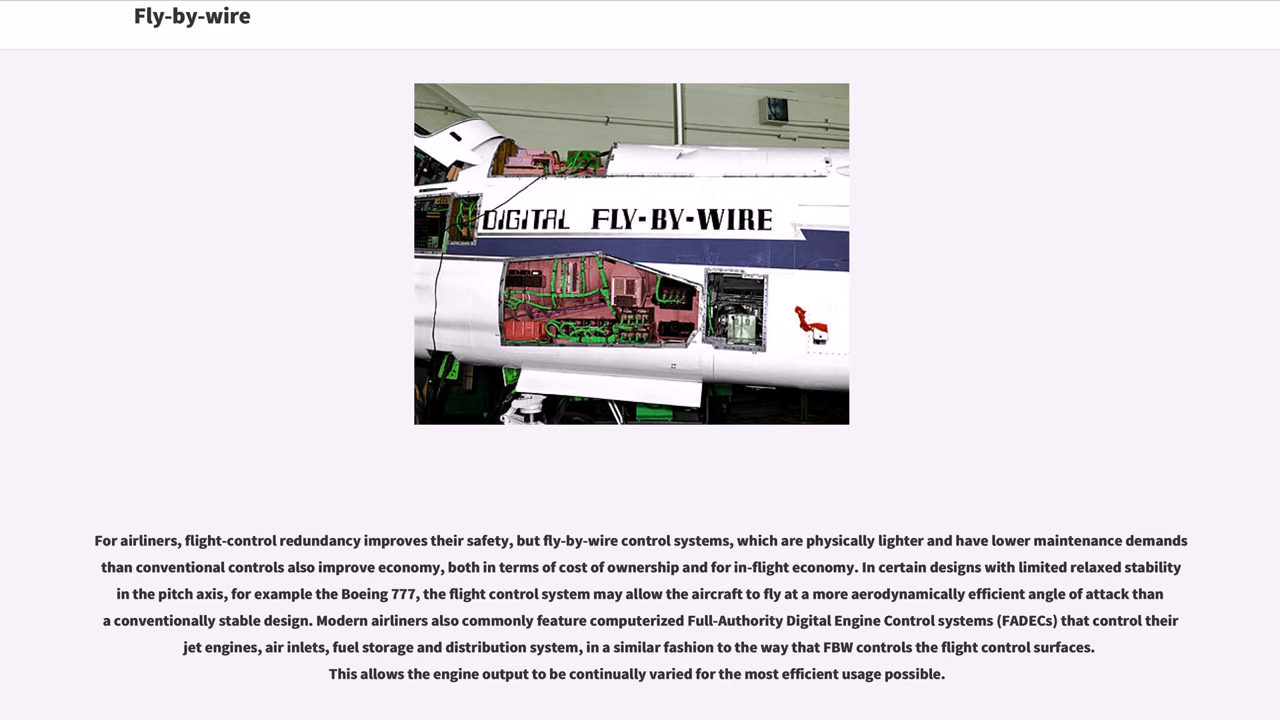 Fly-by-wire
DIGITAL FLY-BY-WIRE
For airliners, flight-control redundancy improves their safety, but fly-by-wire control systems, which are physically lighter and have lower maintenance demands
than conventional controls also improve economy, both in terms of cost of ownership and for in-flight economy. In certain designs with limited relaxed stability
in the pitch axis, for example the Boeing 777, the flight control system may allow the aircraft to fly at a more aerodynamically efficient angle of attack than
a conventionally stable design. Modern airliners also commonly feature computerized Full-Authority Digital Engine Control systems (FADECs) that control their
jet engines, air inlets, fuel storage and distribution system, in a similar fashion to the way that FBW controls the flight control surfaces.
This allows the engine output to be continually varied for the most efficient usage possible.